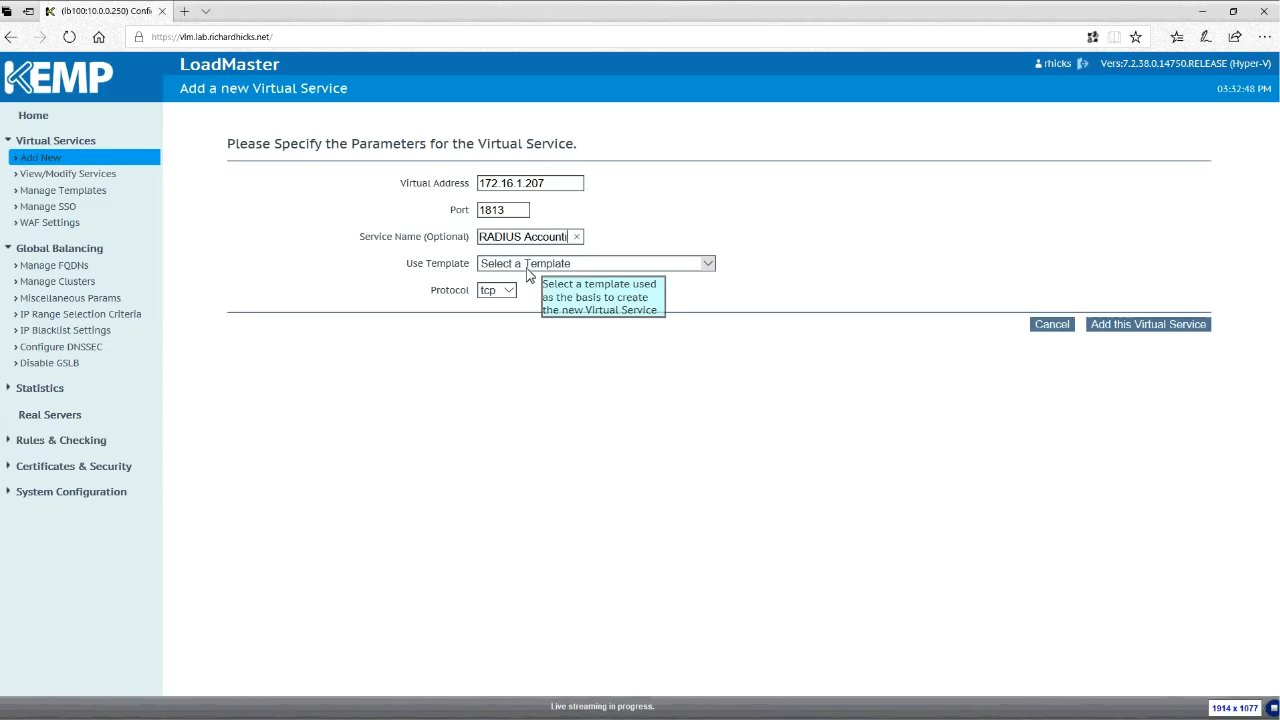 (lb100:10.0.0.250) Confi
https://vlm.lab.richardhicks.net/
KEMP
LoadMaster
rhicks
Vers:7.2.38.0.14750.RELEASE (Hyper-V)
Add a new Virtual Service
03:32:48 PM
Home
Virtual Services
Add New
View/Modify Services
Manage Templates
Manage SSO
WAF Settings
Global Balancing
Manage FQDNs
Manage Clusters
Miscellaneous Params
IP Range Selection Criteria
IP Blacklist Settings
Configure DNSSEC
Disable GSLB
Statistics
Real Servers
Rules & Checking
Certificates & Security
System Configuration
Please Specify the Parameters for the Virtual Service.
Virtual Address 172.16.1.207
Port 1813
Service Name (Optional) RADIUS Accounti
Use Template Select a Template
Protocol tcp
Select a template used
as the basis to create
the new Virtual Service
Cancel Add this Virtual Service
Live streaming in progress.
1914 x 1077